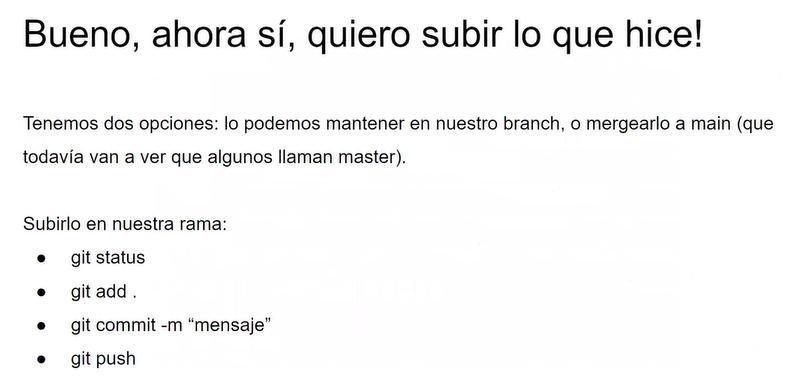 Bueno, ahora sí, quiero subir lo que hice!
Tenemos dos opciones: lo podemos mantener en nuestro branch, o mergearlo a main (que
todavía van a ver que algunos llaman master).
Subirlo en nuestra rama:
● git status
● git add .
● git commit -m “mensaje”
● git push